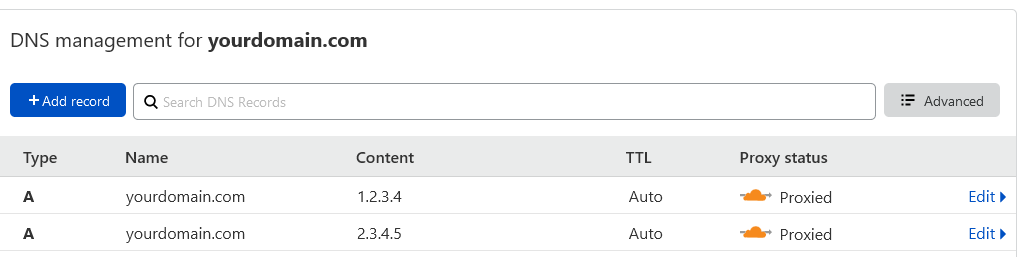 DNS management for yourdomain.com
+ Add record Search DNS Records Advanced
Type Name Content TTL Proxy status
A yourdomain.com 1.2.3.4 Auto Proxied Edit
A yourdomain.com 2.3.4.5 Auto Proxied Edit